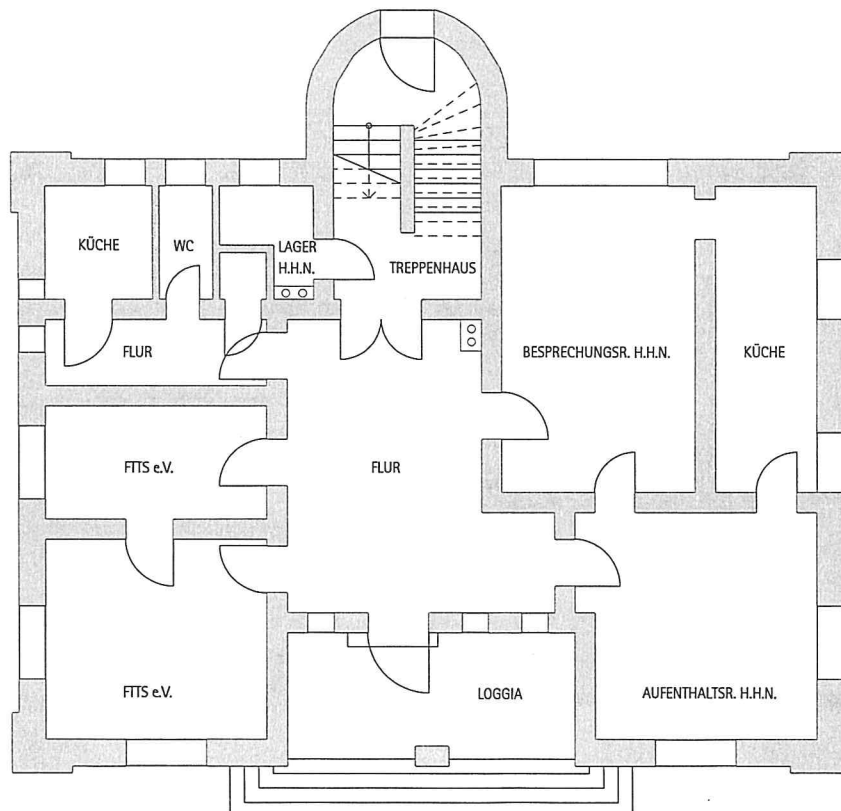 KÜCHE
WC
LAGER
H.H.N.
TREPPENHAUS
FLUR
BESPRECHUNGSR. H.H.N.
KÜCHE
FTTS e.V.
FLUR
FTTS e.V.
LOGGIA
AUFENTHALTSR. H.H.N.